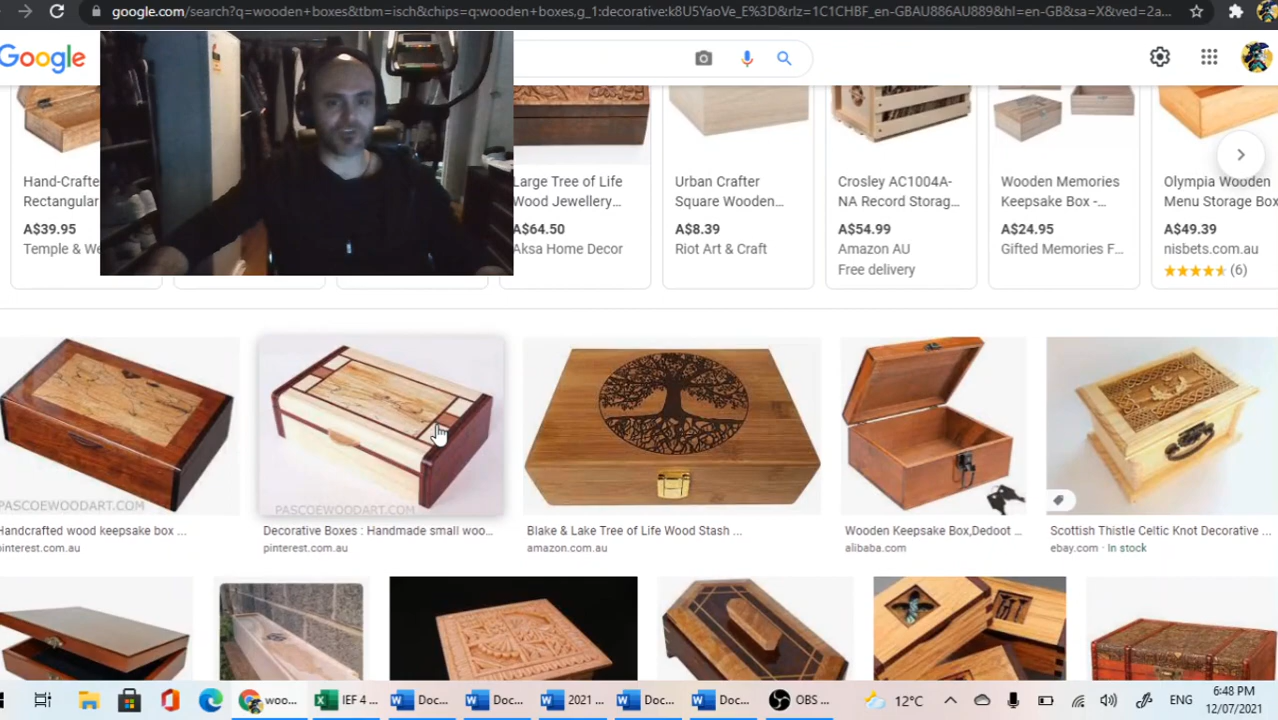 google.com/search?q=wooden+boxes&tbm=isch&chips=q:wooden+boxes,g_1:decorative:k8U5YaoVe_E%3D&rlz=1C1CHBF_en-GBAU886AU889&hl=en-GB&sa=X&ved=2a...
Google
Hand-Crafte
Rectangular
A$39.95
Temple & We
Large Tree of Life
Wood Jewellery...
A$64.50
Aksa Home Decor
Urban Crafter
Square Wooden...
A$8.39
Riot Art & Craft
Crosley AC1004A-
NA Record Storag...
A$54.99
Amazon AU
Free delivery
Wooden Memories
Keepsake Box -...
A$24.95
Gifted Memories F...
Olympia Wooden
Menu Storage Box
A$49.39
nisbets.com.au
(6)
PASCOEWOODART.COM
PASCOEWOODART.COM
Handcrafted wood keepsake box ...
pinterest.com.au
Decorative Boxes : Handmade small woo...
pinterest.com.au
Blake & Lake Tree of Life Wood Stash ...
amazon.com.au
Wooden Keepsake Box,Dedoot ...
alibaba.com
Scottish Thistle Celtic Knot Decorative ...
ebay.com · In stock
woo...
IEF 4 ...
Doc...
Doc...
2021 ...
Doc...
Doc...
OBS ...
12°C
ENG
6:48 PM
12/07/2021